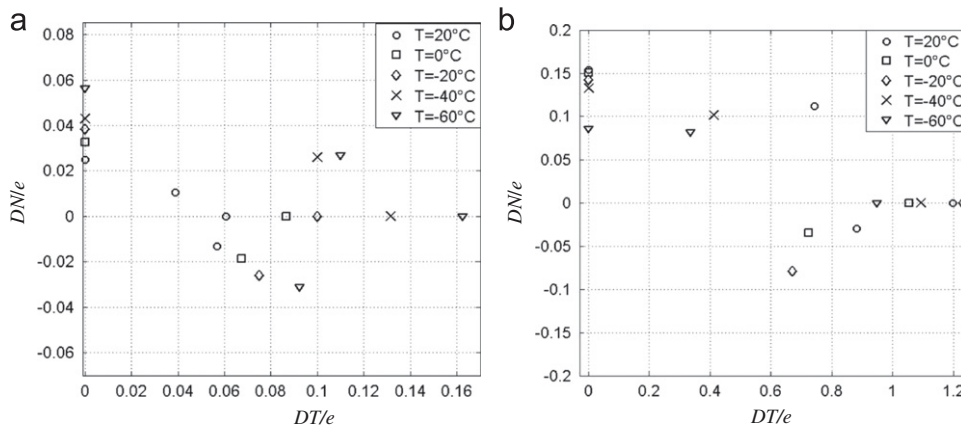 a
0.08
0.06
0.04
0.02
0
-0.02
-0.04
-0.06
DN/e
0 0.02 0.04 0.06 0.08 0.1 0.12 0.14 0.16
DT/e
T=20°C
T=0°C
T=-20°C
T=-40°C
T=-60°C
b
0.2
0.15
0.1
0.05
0
-0.05
-0.1
-0.15
-0.2
DN/e
0 0.2 0.4 0.6 0.8 1 1.2
DT/e
T=20°C
T=0°C
T=-20°C
T=-40°C
T=-60°C